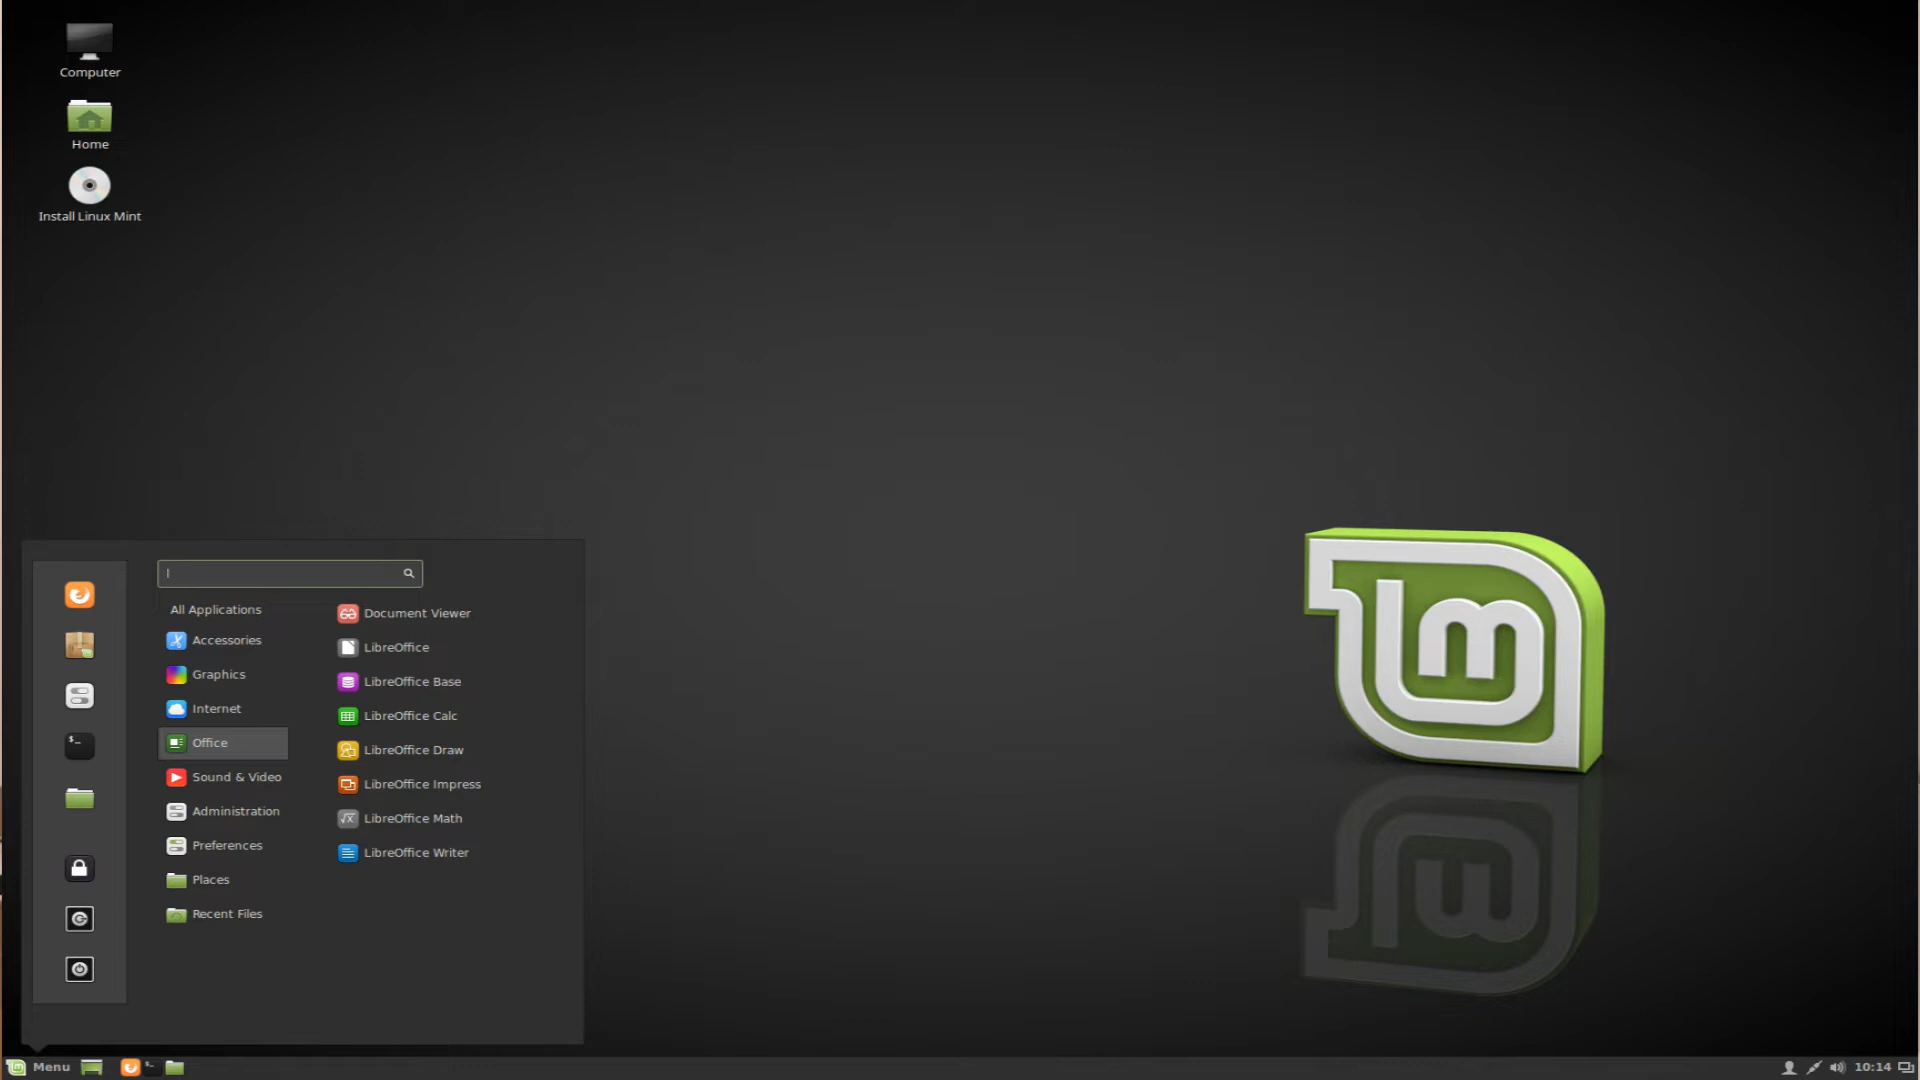 Computer
Home
Install Linux Mint
All Applications
Accessories
Graphics
Internet
Office
Sound & Video
Administration
Preferences
Places
Recent Files
Document Viewer
LibreOffice
LibreOffice Base
LibreOffice Calc
LibreOffice Draw
LibreOffice Impress
LibreOffice Math
LibreOffice Writer
lm
Menu
10:14